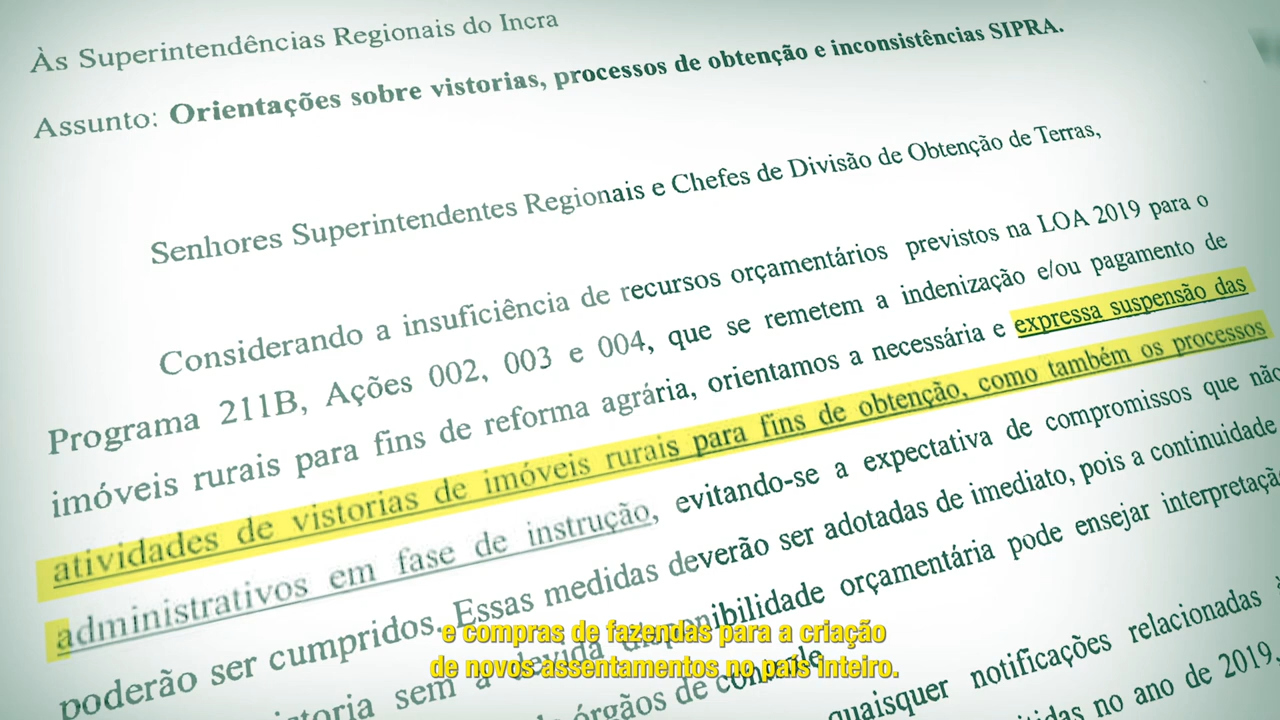 Às Superintendências Regionais do Incra
Assunto: Orientações sobre vistorias, processos de obtenção e inconsistências SIPRA.
Senhores Superintendentes Regionais e Chefes de Divisão de Obtenção de Terras,
Considerando a insuficiência de recursos orçamentários previstos na LOA 2019 para o
Programa 211B, Ações 002, 003 e 004, que se remetem a indenização e/ou pagamento de
imóveis rurais para fins de reforma agrária, orientamos a necessária e expressa suspensão das
atividades de vistorias de imóveis rurais para fins de obtenção, como também os processos
administrativos em fase de instrução, evitando-se a expectativa de compromissos que não
poderão ser cumpridos. Essas medidas deverão ser adotadas de imediato, pois a continuidade
sem a devida disponibilidade orçamentária pode ensejar
órgãos de controle
quaisquer notificações relacionadas
no ano de 2019,
e compras de fazendas para a criação
de novos assentamentos no país inteiro.